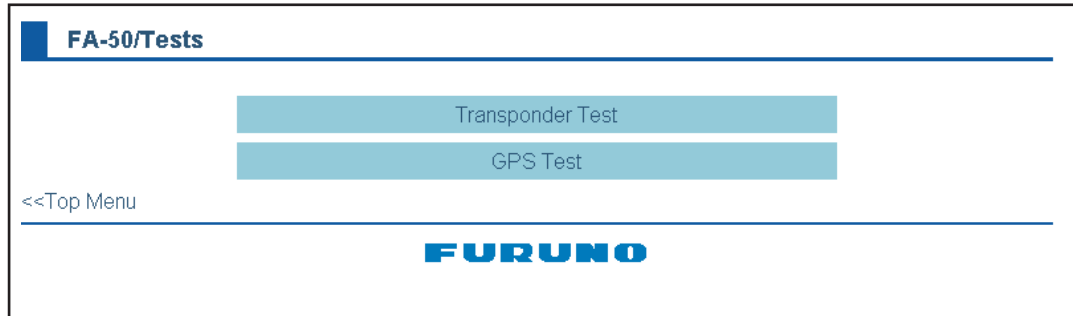 FA-50/Tests
Transponder Test
GPS Test
<<Top Menu
FURUNO